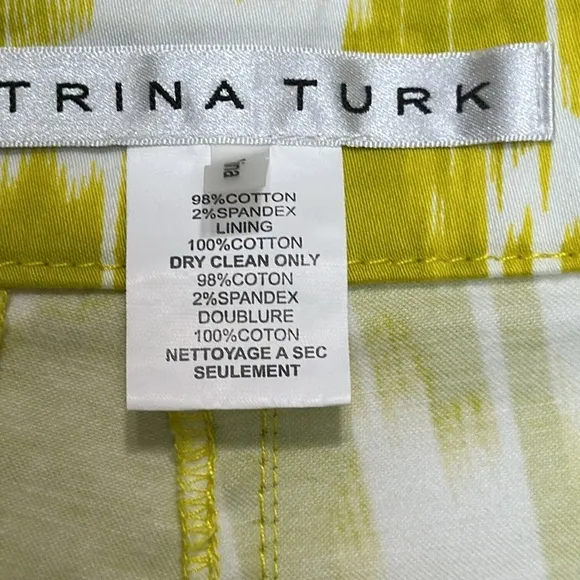 TRINA TURK
98%COTTON
2%SPANDEX
LINING
100%COTTON
DRY CLEAN ONLY
98%COTON
2%SPANDEX
DOUBLURE
100%COTON
NETTOYAGE A SEC
SEULEMENT